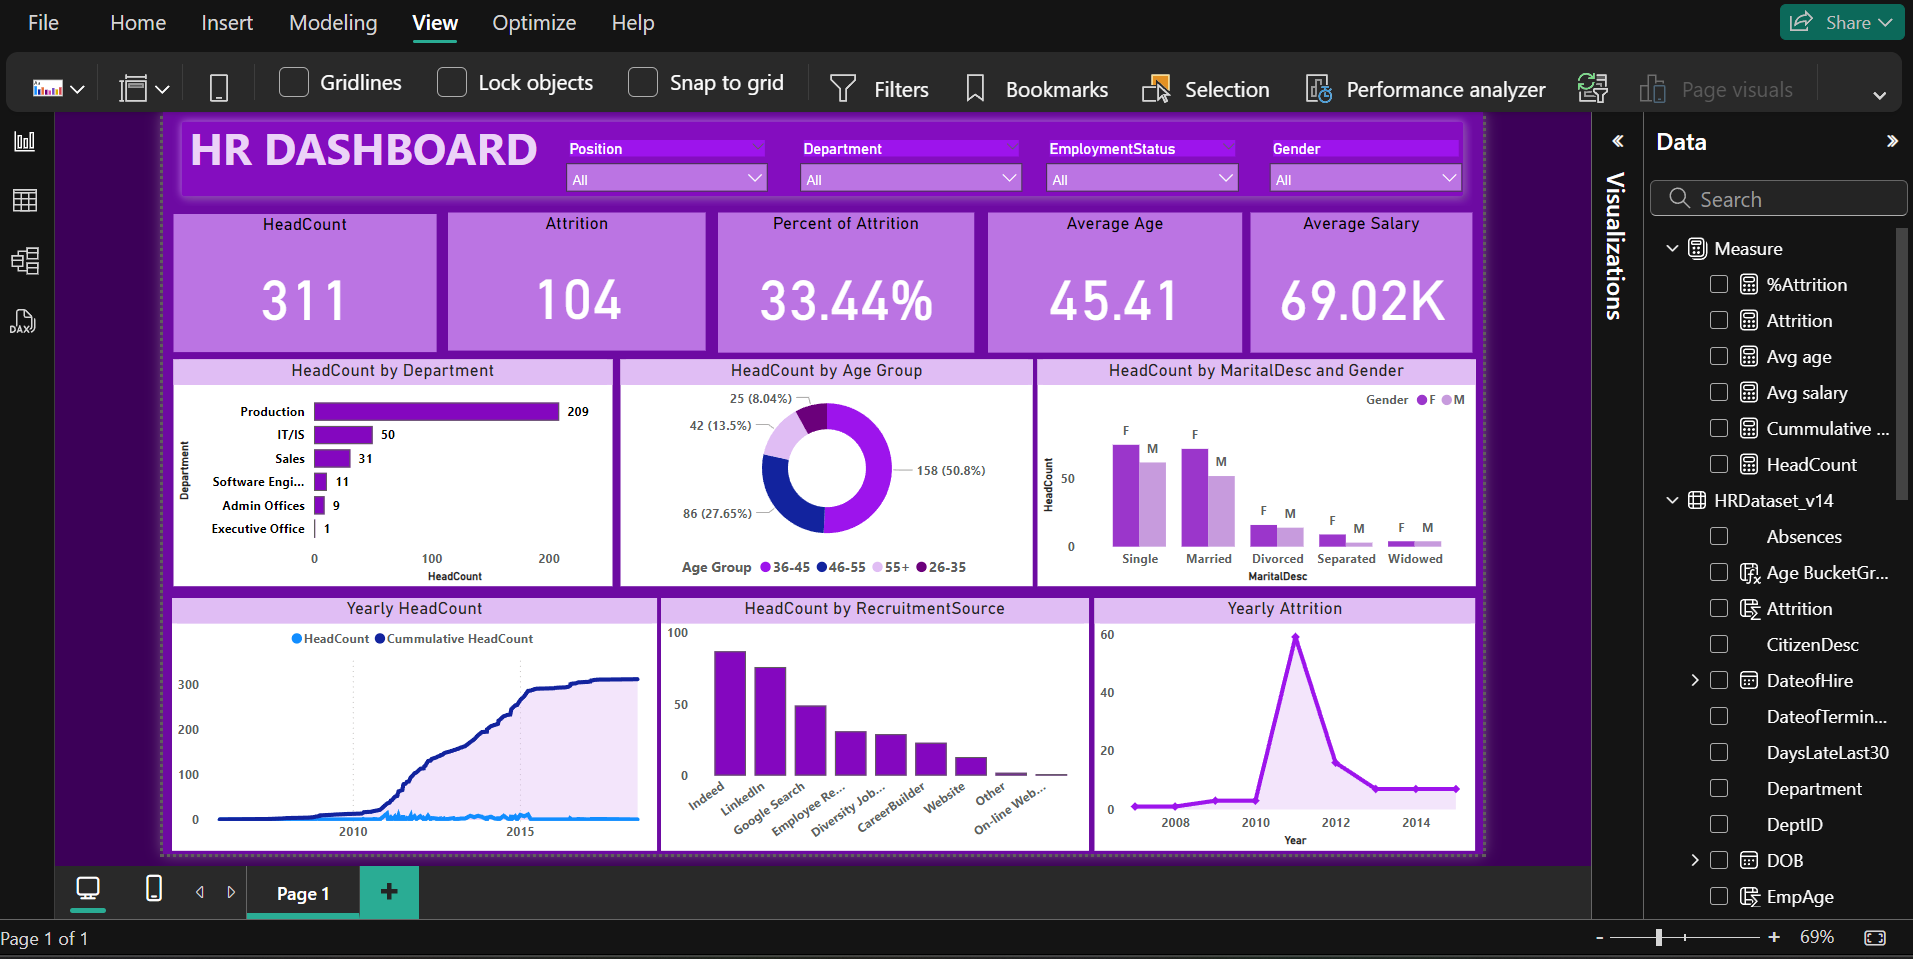 File Home Insert Modeling View Optimize Help Share
Gridlines Lock objects Snap to grid Filters Bookmarks Selection Performance analyzer Page visuals
HR DASHBOARD
Position Department EmploymentStatus Gender
All All All All
HeadCount Attrition Percent of Attrition Average Age Average Salary
311 104 33.44% 45.41 69.02K
HeadCount by Department
Department
Production 209
IT/IS 50
Sales 31
Software Engi... 11
Admin Offices 9
Executive Office 1
0 100 200
HeadCount
HeadCount by Age Group
25 (8.04%)
42 (13.5%)
158 (50.8%)
86 (27.65%)
Age Group 36-45 46-55 55+ 26-35
HeadCount by MaritalDesc and Gender
Gender F M
HeadCount
50
0
F M F M F M F M F M
Single Married Divorced Separated Widowed
MaritalDesc
Yearly HeadCount
HeadCount Cummulative HeadCount
300
200
100
0
2010 2015
HeadCount by RecruitmentSource
100
50
0
Indeed LinkedIn Google Search Employee Re... Diversity Job... CareerBuilder Website Other On-line Web...
Yearly Attrition
60
40
20
0
2008 2010 2012 2014
Year
Visualizations
Data
Search
Measure
%Attrition
Attrition
Avg age
Avg salary
Cummulative ...
HeadCount
HRDataset_v14
Absences
Age BucketGr...
Attrition
CitizenDesc
DateofHire
DateofTermin...
DaysLateLast30
Department
DeptID
DOB
EmpAge
DAX
Page 1 +
Page 1 of 1
- + 69%